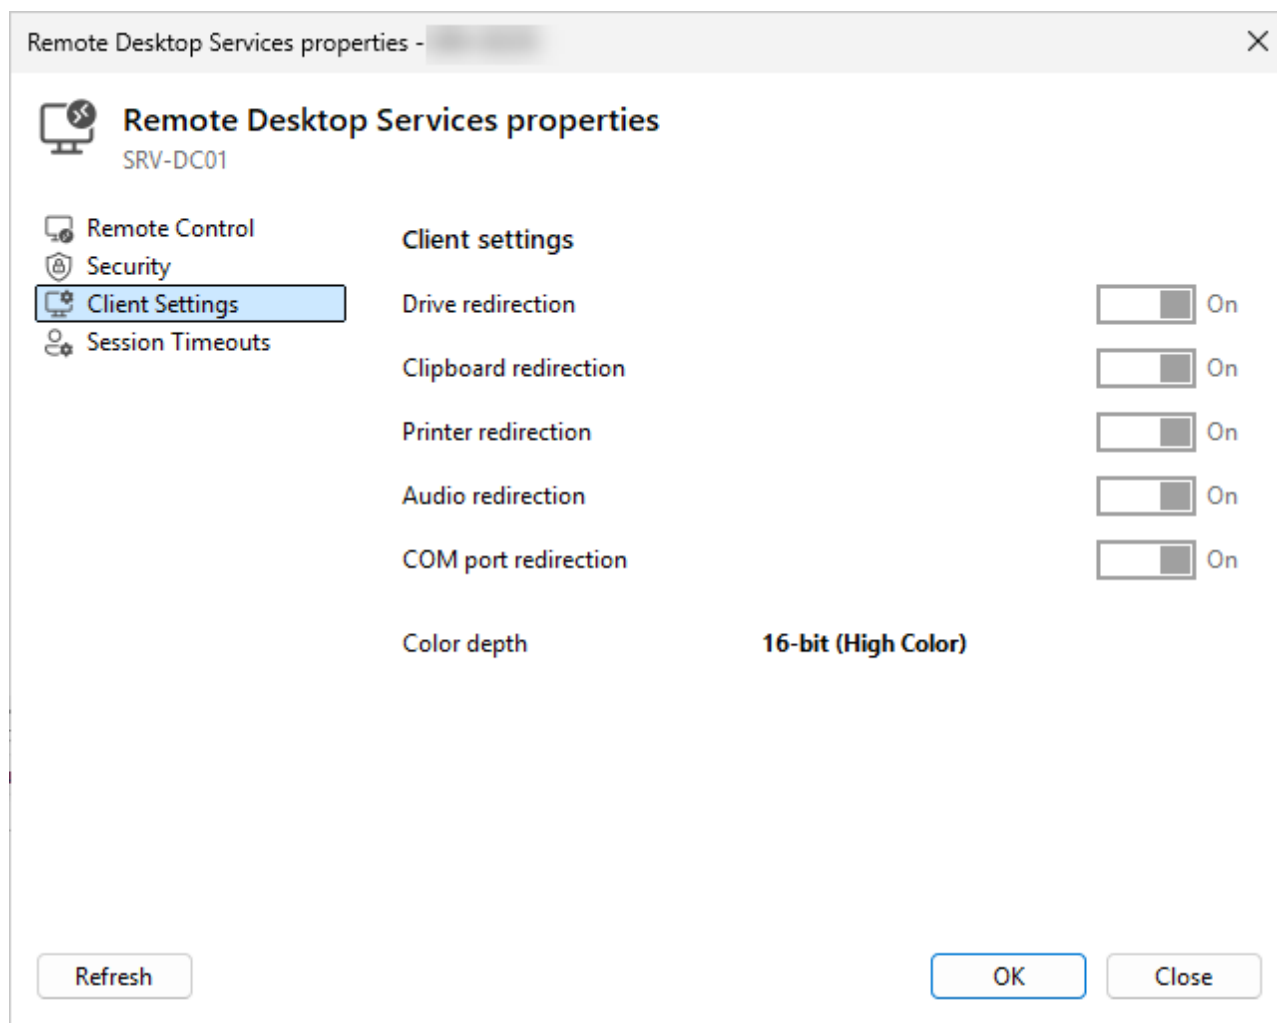 Remote Desktop Services properties -
Remote Desktop Services properties
SRV-DC01
Remote Control
Security
Client Settings
Session Timeouts
Client settings
Drive redirection On
Clipboard redirection On
Printer redirection On
Audio redirection On
COM port redirection On
Color depth 16-bit (High Color)
Refresh OK Close